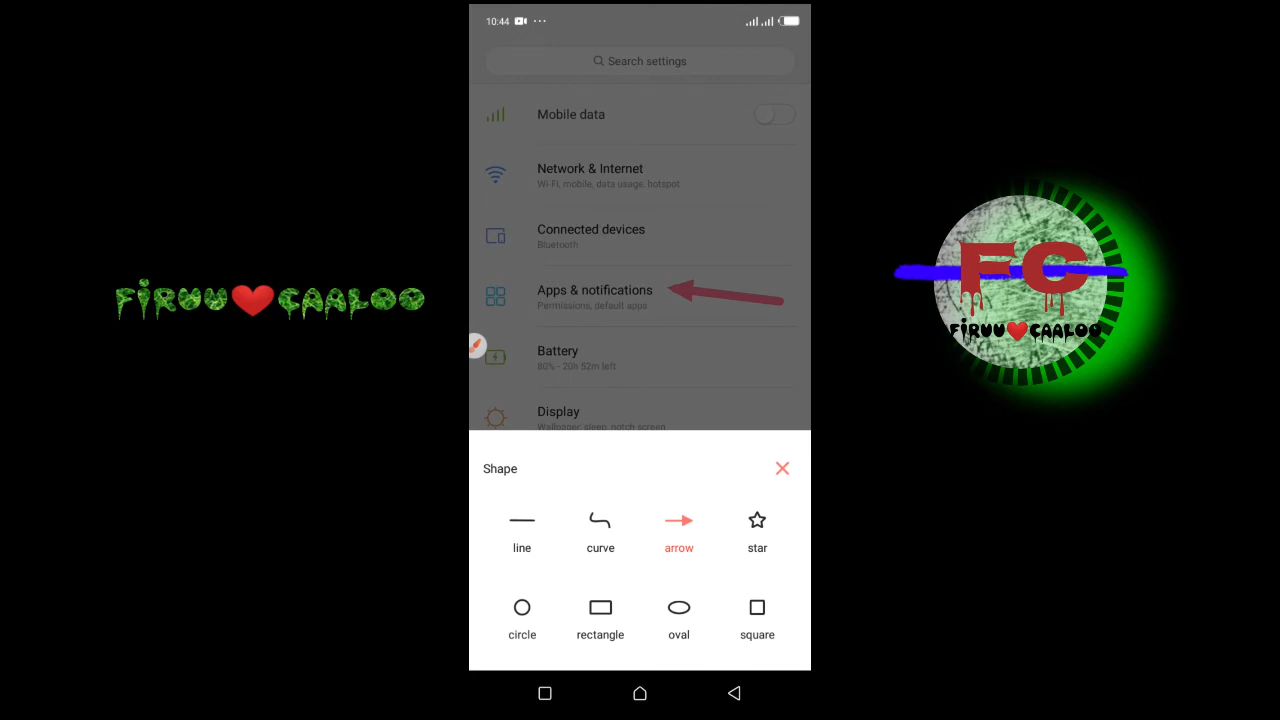 10:44
Search settings
Mobile data
Network & Internet
Wi-Fi, mobile, data usage, hotspot
Connected devices
Bluetooth
Apps & notifications
Permissions, default apps
Battery
80% - 20h 52m left
Display
Wallpaper, sleep, notch screen
Shape
line curve arrow star
circle rectangle oval square
FIRUU❤️CAALOO
FC
FIRUU❤️CAALOO